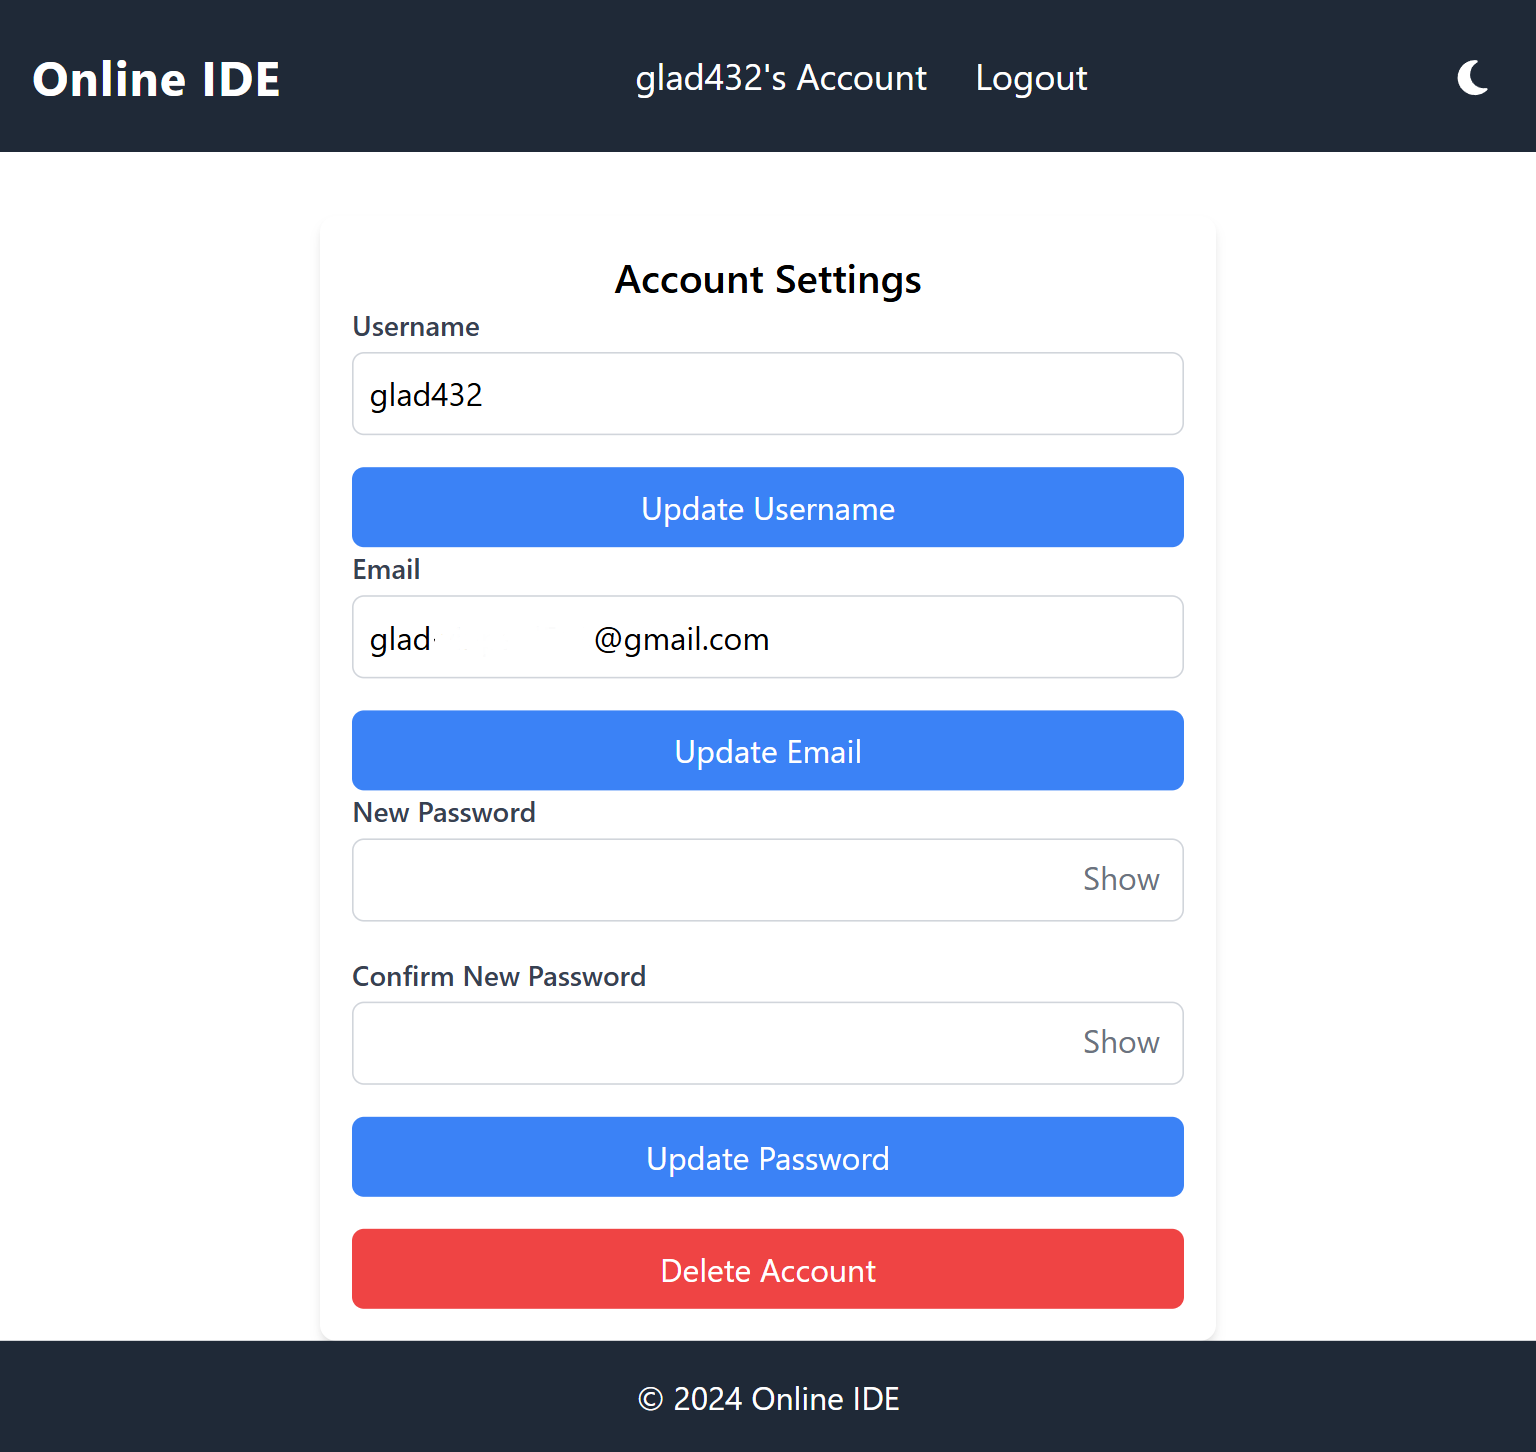 Online IDE
glad432's Account
Logout
Account Settings
Username
glad432
Update Username
Email
glad @gmail.com
Update Email
New Password
Show
Confirm New Password
Show
Update Password
Delete Account
© 2024 Online IDE